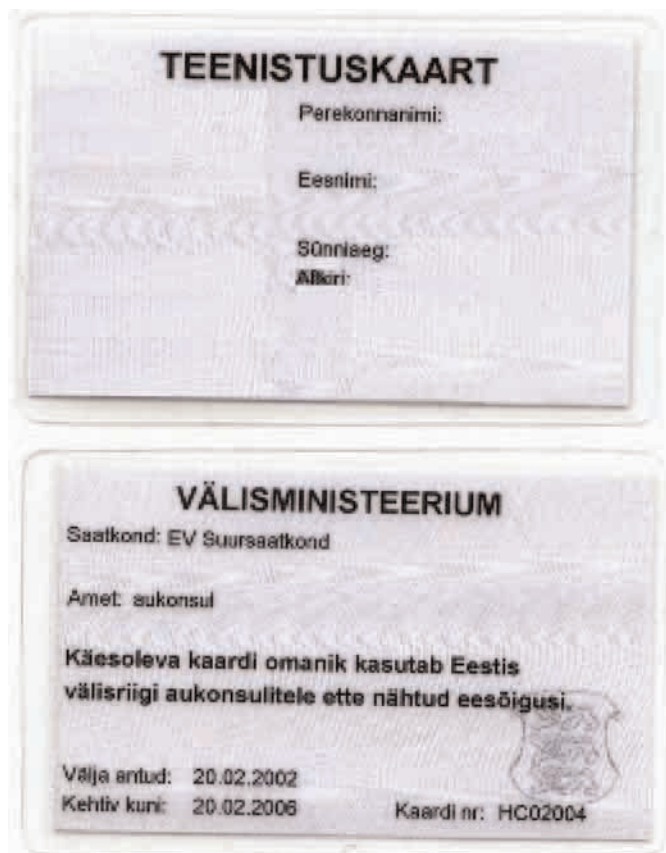 TEENISTUSKAART
Perekonnanimi:
Eesnimi:
Sünniaeg:
Allkiri:
VÄLISMINISTEERIUM
Saatkond: EV Suursaatkond
Amet: aukonsul
Käesoleva kaardi omanik kasutab Eestis
välisriigi aukonsulitele ette nähtud eesõigusi.
Välja antud: 20.02.2002
Kehtiv kuni: 20.02.2006
Kaardi nr: HC02004